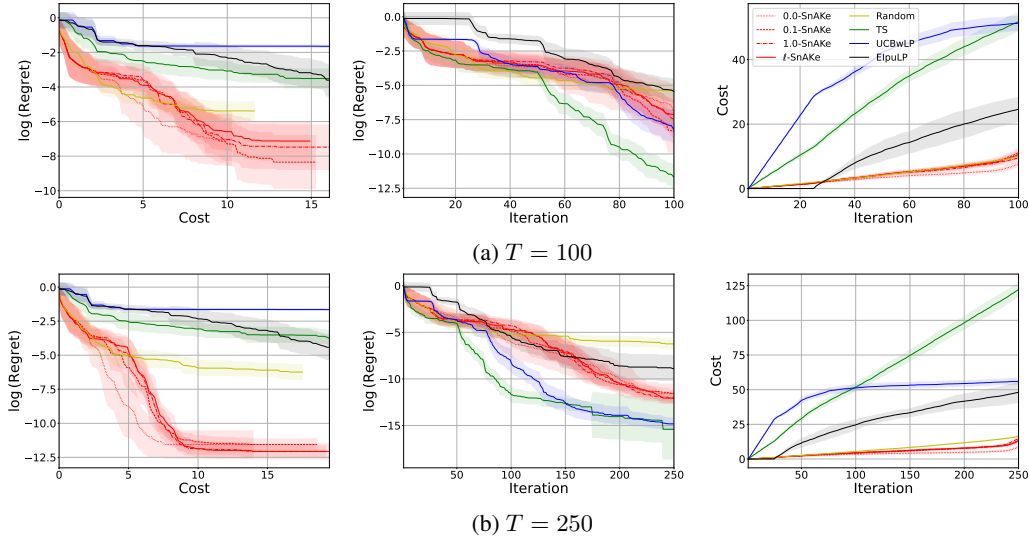 0
−2
−4
−6
−8
−10
log (Regret)
0
5
10
15
Cost
−0.0
−2.5
−5.0
−7.5
−10.0
−12.5
log (Regret)
25
50
75
100
Iteration
0
20
40
Cost
20
40
60
80
100
Iteration
0.0-SnAKe
0.1-SnAKe
1.0-SnAKe
ℓ-SnAKe
Random
TS
UCBwLP
EIpuLP
(a) T = 100
0.0
−2.5
−5.0
−7.5
−10.0
−12.5
log (Regret)
0
5
10
15
Cost
0
−5
−10
−15
log (Regret)
50
100
150
200
250
Iteration
0
25
50
75
100
125
Cost
50
100
150
200
250
Iteration
(b) T = 250